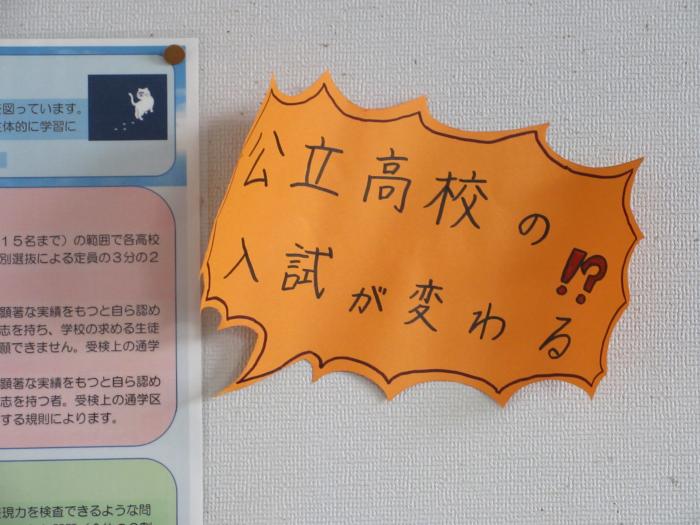 を図っています。
主体的に学習に
15名まで）の範囲で各高校
別選抜による定員の3分の2
顕著な実績をもつと自ら認め
志を持ち、学校の求める生徒
願できません。受検上の通学
顕著な実績をもつと自ら認め
志を持つ者。受検上の通学区
する規則によります。
表現力を検査できるような問
公立高校の
入試が変わる!?